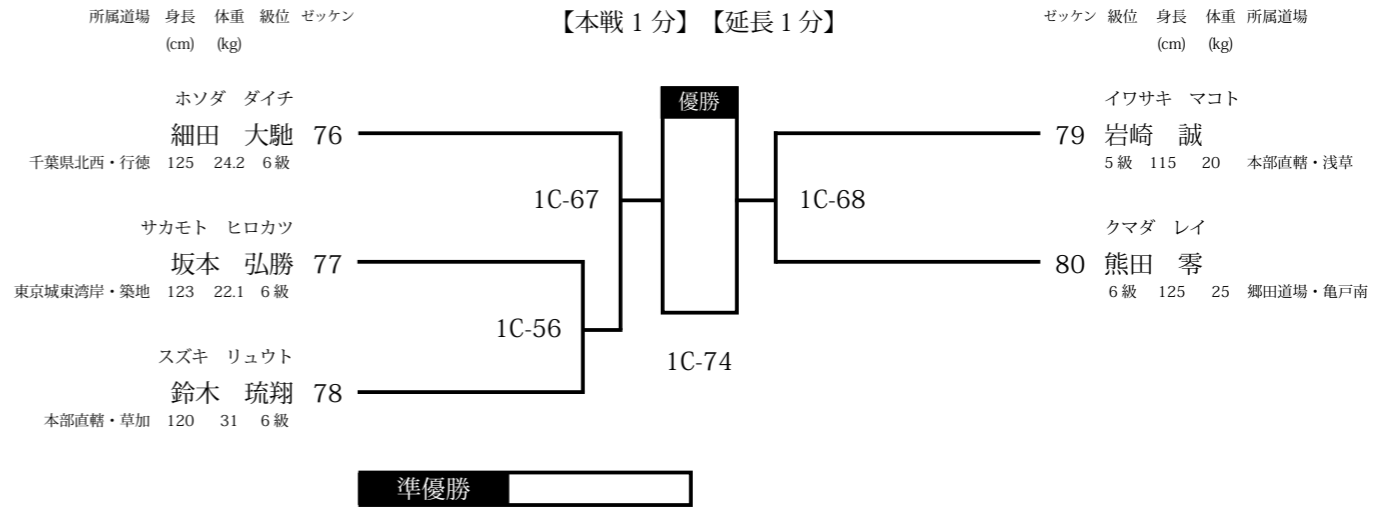 所属道場 身長 体重 級位 ゼッケン
(cm) (kg)
【本戦 1 分】【延長 1 分】
ゼッケン 級位 身長 体重 所属道場
(cm) (kg)
ホソダ ダイチ
細田 大馳 76
千葉県北西・行徳 125 24.2 6 級
サカモト ヒロカツ
坂本 弘勝 77
東京城東湾岸・築地 123 22.1 6 級
スズキ リュウト
鈴木 琉翔 78
本部直轄・草加 120 31 6 級
1C-67
1C-56
優勝
1C-74
1C-68
イワサキ マコト
79 岩崎 誠
5 級 115 20 本部直轄・浅草
クマダ レイ
80 熊田 零
6 級 125 25 郷田道場・亀戸南
準優勝